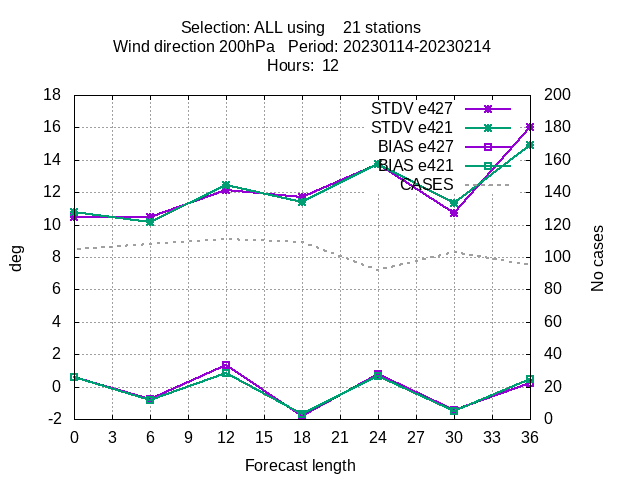 Selection: ALL using    21 stations
Wind direction 200hPa   Period: 20230114-20230214
Hours:  12
STDV e427
STDV e421
BIAS e427
BIAS e421
CASES
18
16
14
12
10
8
6
4
2
0
-2
deg
200
180
160
140
120
100
80
60
40
20
0
No cases
0 3 6 9 12 15 18 21 24 27 30 33 36
Forecast length